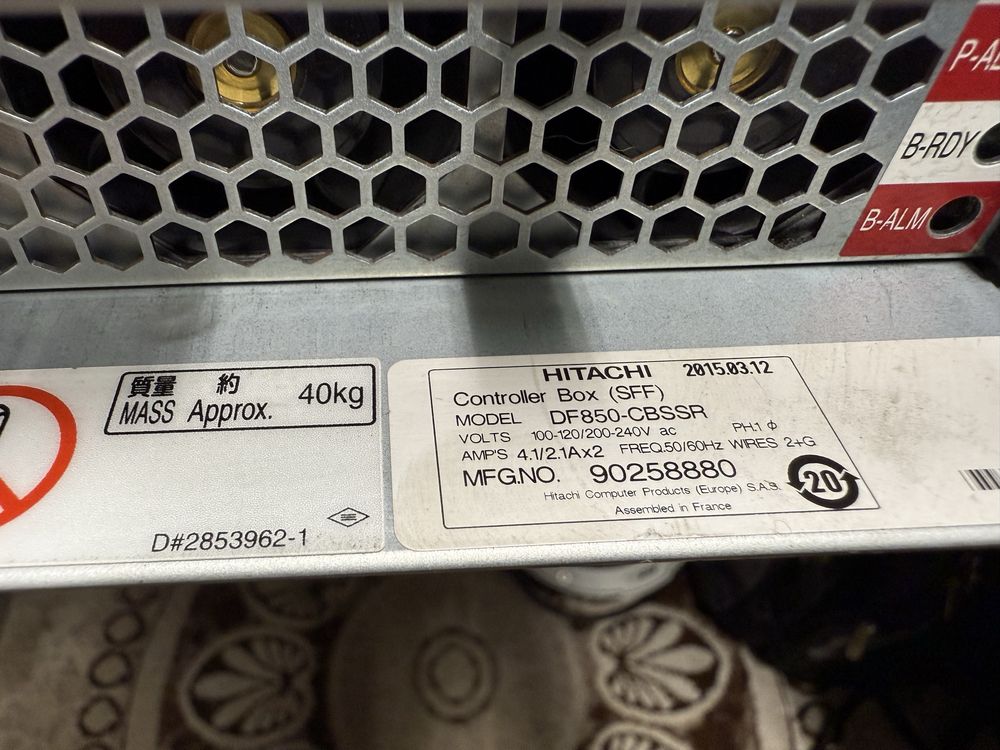 P-AL
B-RDY
B-ALM
質量 約
MASS Approx. 40kg
D#2853962-1
HITACHI 2015.03.12
Controller Box (SFF)
MODEL DF850-CBSSR
VOLTS 100-120/200-240V ac PH.1 ϕ
AMP'S 4.1/2.1Ax2 FREQ.50/60Hz WIRES 2+G
MFG.NO. 90258880
Hitachi Computer Products (Europe) S.A.S.
Assembled in France
20